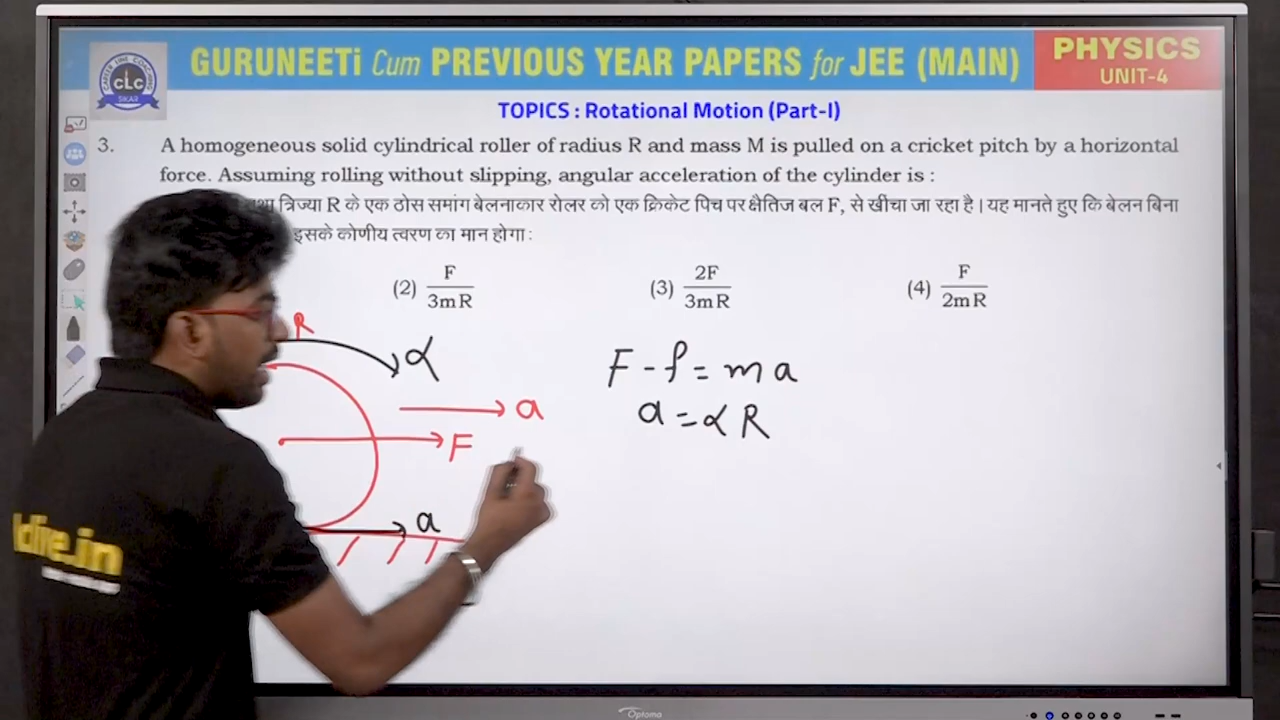 GURUNEETi Cum PREVIOUS YEAR PAPERS for JEE (MAIN)
PHYSICS
UNIT-4
CLC
SIKAR
TOPICS : Rotational Motion (Part-I)
3. A homogeneous solid cylindrical roller of radius R and mass M is pulled on a cricket pitch by a horizontal
force. Assuming rolling without slipping, angular acceleration of the cylinder is :
त्रिज्या R के एक ठोस समांग बेलनाकार रोलर को एक क्रिकेट पिच पर क्षैतिज बल F, से खींचा जा रहा है। यह मानते हुए कि बेलन बिना
इसके कोणीय त्वरण का मान होगा :
(2) F/3mR (3) 2F/3mR (4) F/2mR
R
α
F - f = ma
a
a = αR
F
a
dive.in
Optoma